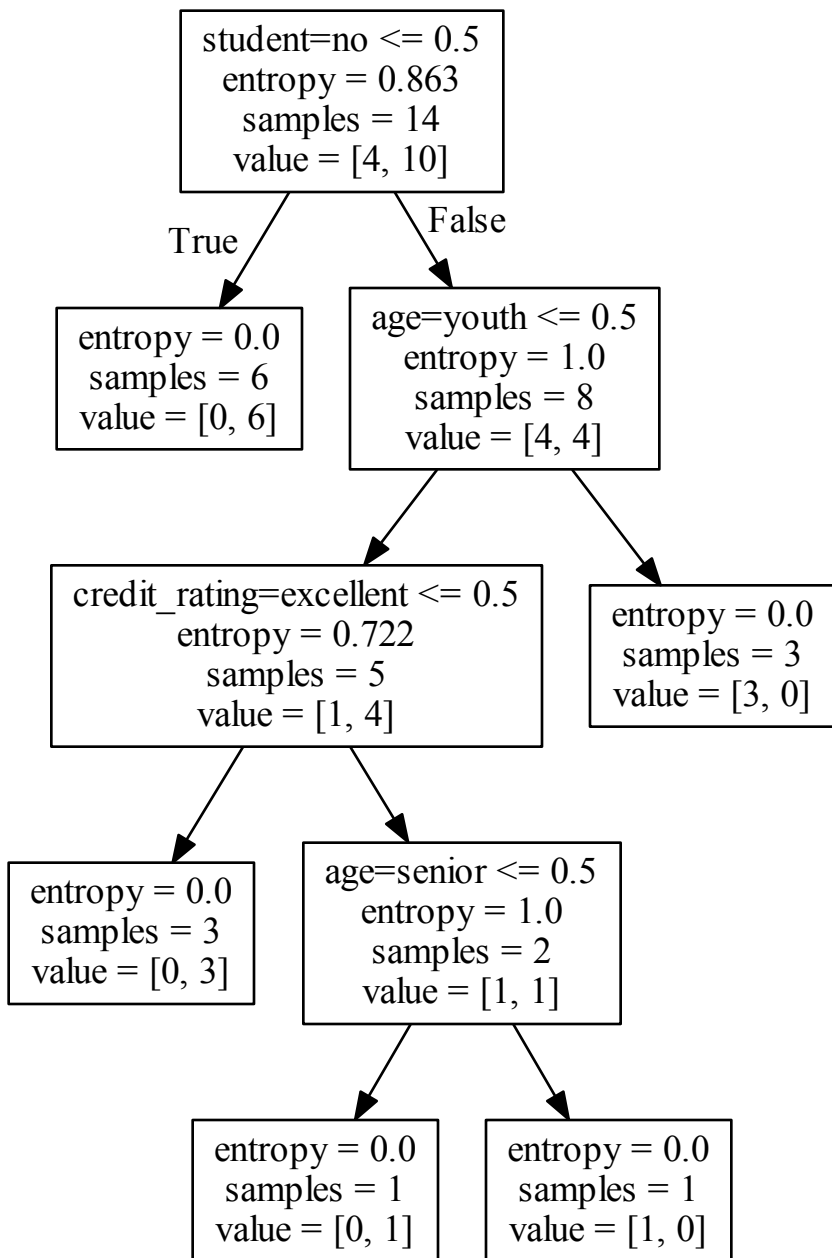 student=no <= 0.5
entropy = 0.863
samples = 14
value = [4, 10]
True
False
entropy = 0.0
samples = 6
value = [0, 6]
age=youth <= 0.5
entropy = 1.0
samples = 8
value = [4, 4]
credit_rating=excellent <= 0.5
entropy = 0.722
samples = 5
value = [1, 4]
entropy = 0.0
samples = 3
value = [3, 0]
entropy = 0.0
samples = 3
value = [0, 3]
age=senior <= 0.5
entropy = 1.0
samples = 2
value = [1, 1]
entropy = 0.0
samples = 1
value = [0, 1]
entropy = 0.0
samples = 1
value = [1, 0]